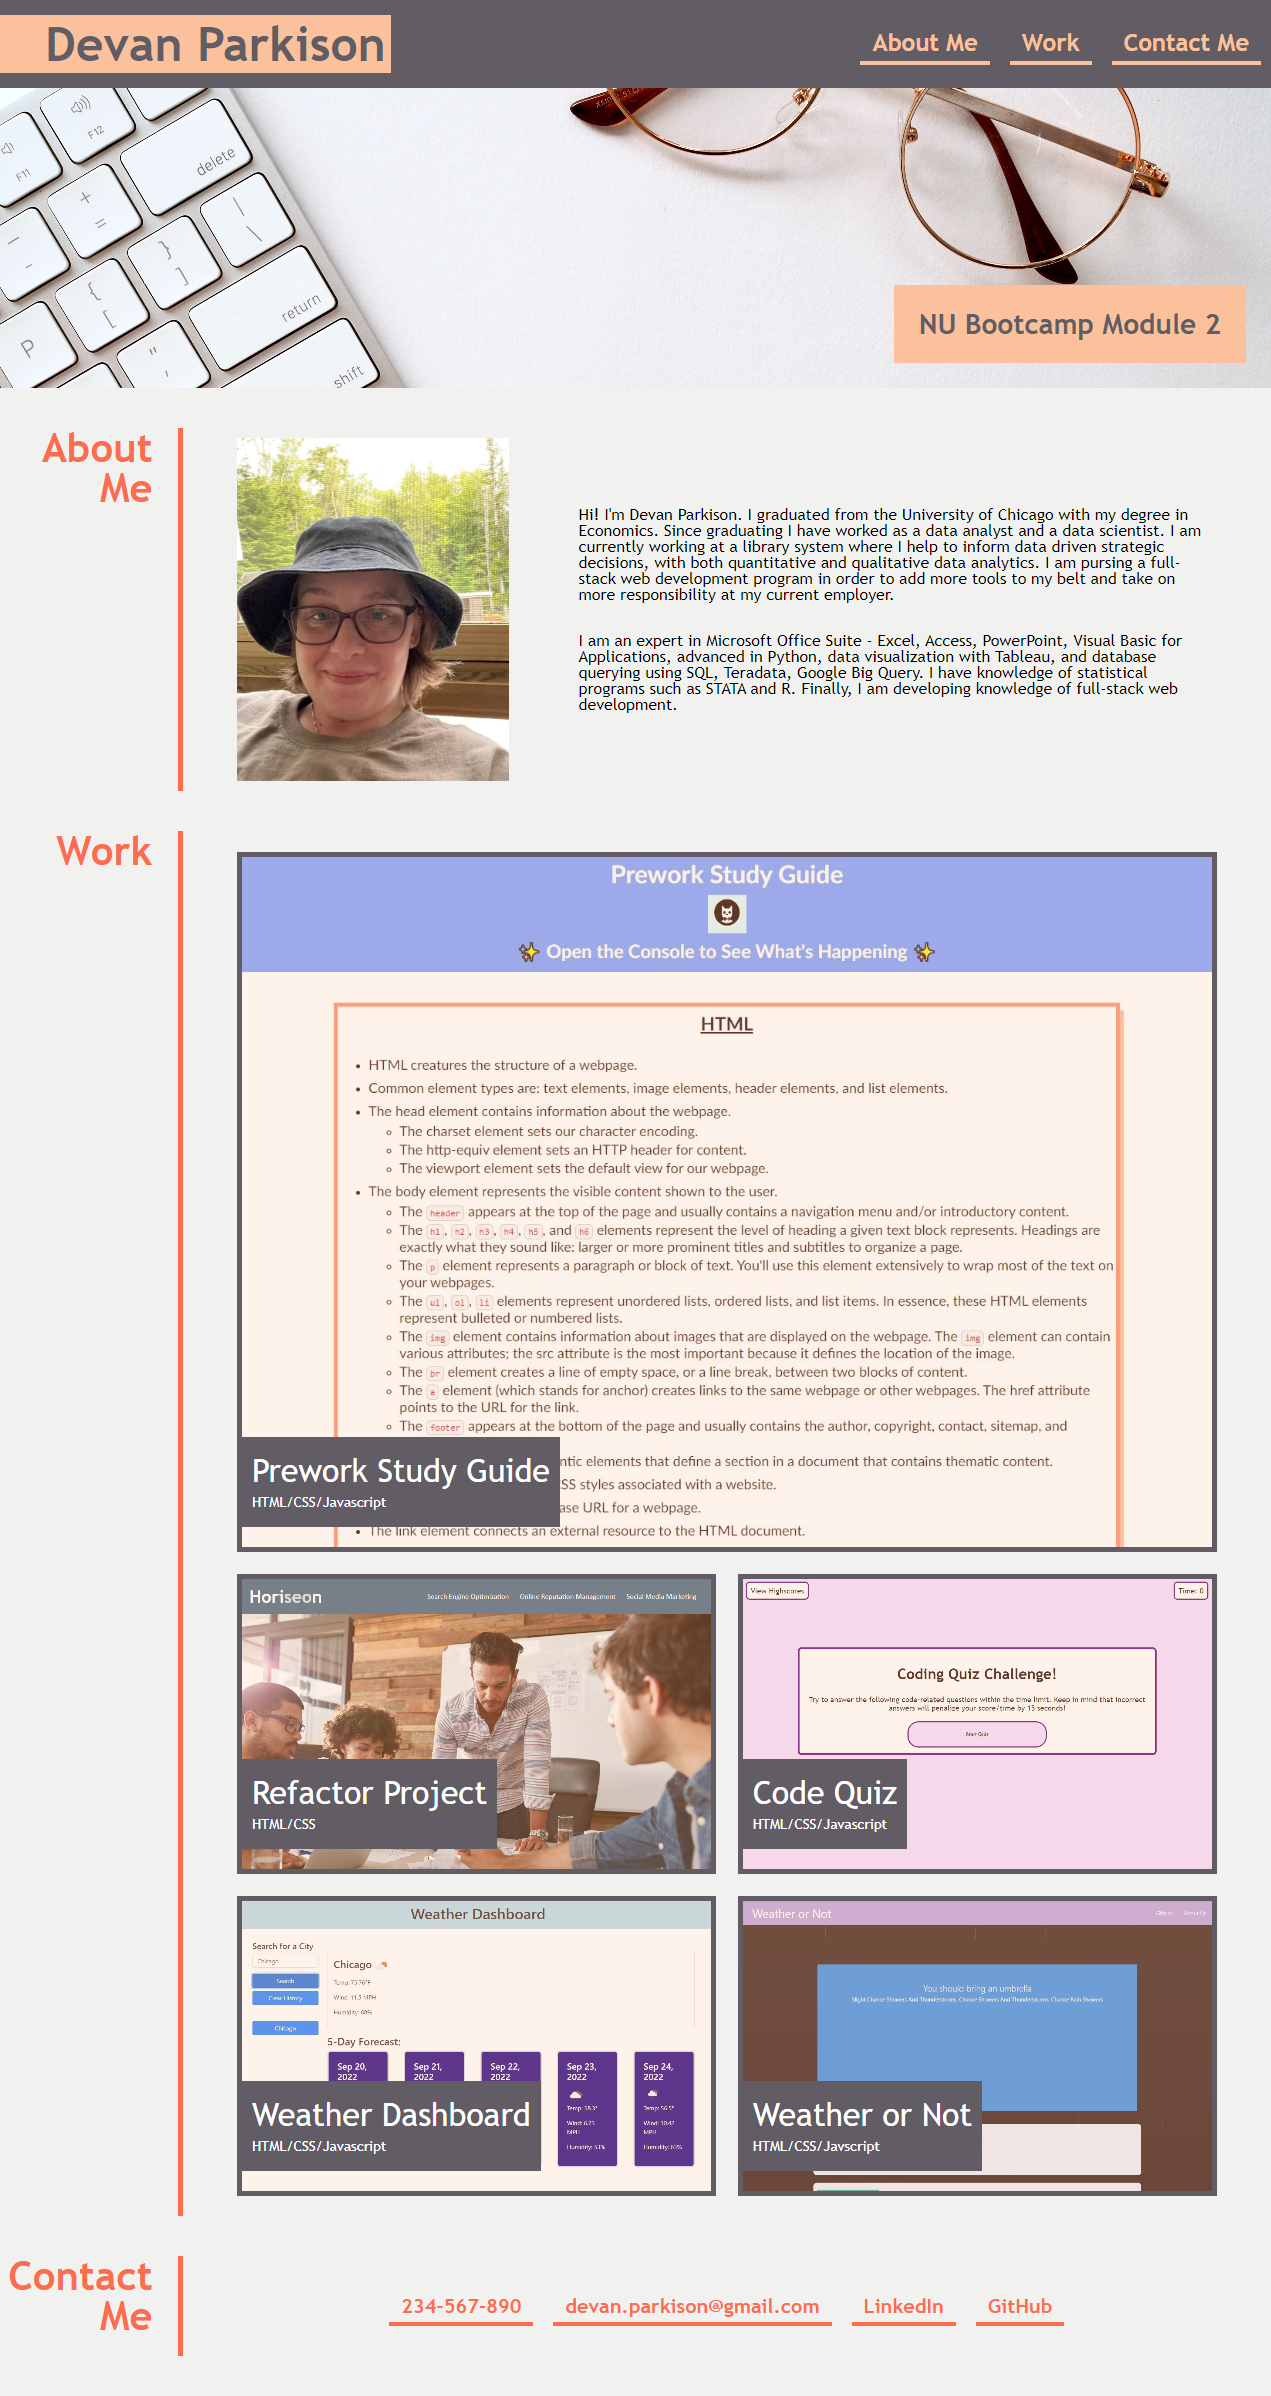 Devan Parkison
About Me
Work
Contact Me
F11
F12
delete
return
shift
P
NU Bootcamp Module 2
About
Me
Hi! I'm Devan Parkison. I graduated from the University of Chicago with my degree in
Economics. Since graduating I have worked as a data analyst and a data scientist. I am
currently working at a library system where I help to inform data driven strategic
decisions, with both quantitative and qualitative data analytics. I am pursing a full-
stack web development program in order to add more tools to my belt and take on
more responsibility at my current employer.
I am an expert in Microsoft Office Suite - Excel, Access, PowerPoint, Visual Basic for
Applications, advanced in Python, data visualization with Tableau, and database
querying using SQL, Teradata, Google Big Query. I have knowledge of statistical
programs such as STATA and R. Finally, I am developing knowledge of full-stack web
development.
Work
Prework Study Guide
✨ Open the Console to See What's Happening ✨
HTML
• HTML creatures the structure of a webpage.
• Common element types are: text elements, image elements, header elements, and list elements.
• The head element contains information about the webpage.
◦ The charset element sets our character encoding.
◦ The http-equiv element sets an HTTP header for content.
◦ The viewport element sets the default view for our webpage.
• The body element represents the visible content shown to the user.
◦ The header appears at the top of the page and usually contains a navigation menu and/or introductory content.
◦ The h1, h2, h3, h4, h5, and h6 elements represent the level of heading a given text block represents. Headings are
exactly what they sound like: larger or more prominent titles and subtitles to organize a page.
◦ The p element represents a paragraph or block of text. You'll use this element extensively to wrap most of the text on
your webpages.
◦ The ul, ol, li elements represent unordered lists, ordered lists, and list items. In essence, these HTML elements
represent bulleted or numbered lists.
◦ The img element contains information about images that are displayed on the webpage. The img element can contain
various attributes; the src attribute is the most important because it defines the location of the image.
◦ The br element creates a line of empty space, or a line break, between two blocks of content.
◦ The a element (which stands for anchor) creates links to the same webpage or other webpages. The href attribute
points to the URL for the link.
◦ The footer appears at the bottom of the page and usually contains the author, copyright, contact, sitemap, and
ntic elements that define a section in a document that contains thematic content.
SS styles associated with a website.
ase URL for a webpage.
• The link element connects an external resource to the HTML document.
Prework Study Guide
HTML/CSS/Javascript
Horiseon
Search Engine Optimization
Online Reputation Management
Social Media Marketing
Refactor Project
HTML/CSS
View Highscores
Time: 0
Coding Quiz Challenge!
Try to answer the following code-related questions within the time limit. Keep in mind that incorrect
answers will penalize your score/time by 15 seconds!
Start Quiz
Code Quiz
HTML/CSS/Javascript
Weather Dashboard
Search for a City
Chicago
Search
Clear History
Chicago
Chicago
Temp: 75.76°F
Wind: 11.5 MPH
Humidity: 60%
5-Day Forecast:
Sep 20,
2022
Sep 21,
2022
Sep 22,
2022
Sep 23,
2022
Temp: 58.3°
Wind: 6.73
MPH
Humidity: 53%
Sep 24,
2022
Temp: 56.5°
Wind: 10.47
MPH
Humidity: 63%
Weather Dashboard
HTML/CSS/Javascript
Weather or Not
GitHub
About Us
You should bring an umbrella
Slight Chance Showers And Thunderstorms, Chance Showers And Thunderstorms, Chance Rain Showers
Weather or Not
HTML/CSS/Javscript
Contact
Me
234-567-890
devan.parkison@gmail.com
LinkedIn
GitHub